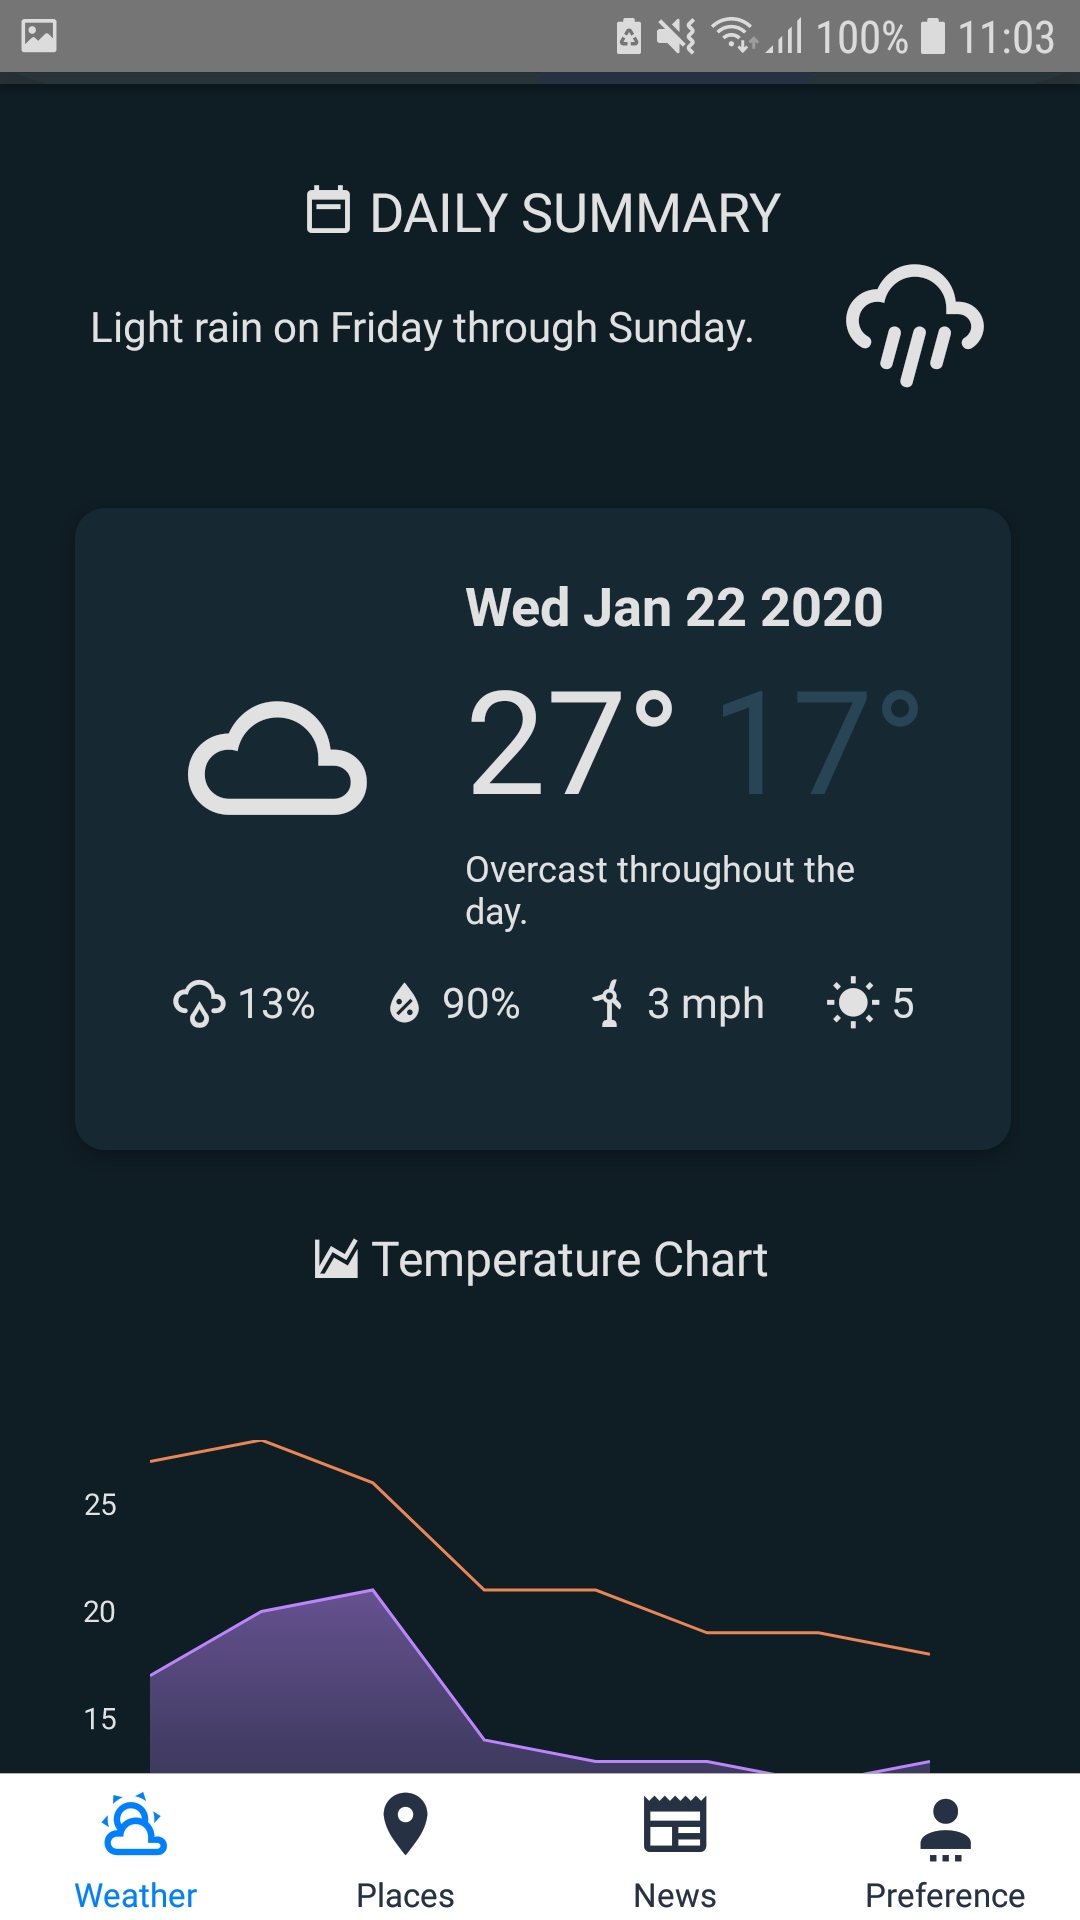 100% 11:03
DAILY SUMMARY
Light rain on Friday through Sunday.
Wed Jan 22 2020
27° 17°
Overcast throughout the
day.
13% 90% 3 mph 5
Temperature Chart
25
20
15
Weather Places News Preference